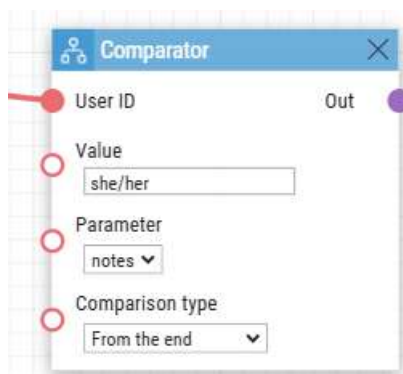 Comparator
User ID Out
Value
she/her
Parameter
notes
Comparison type
From the end